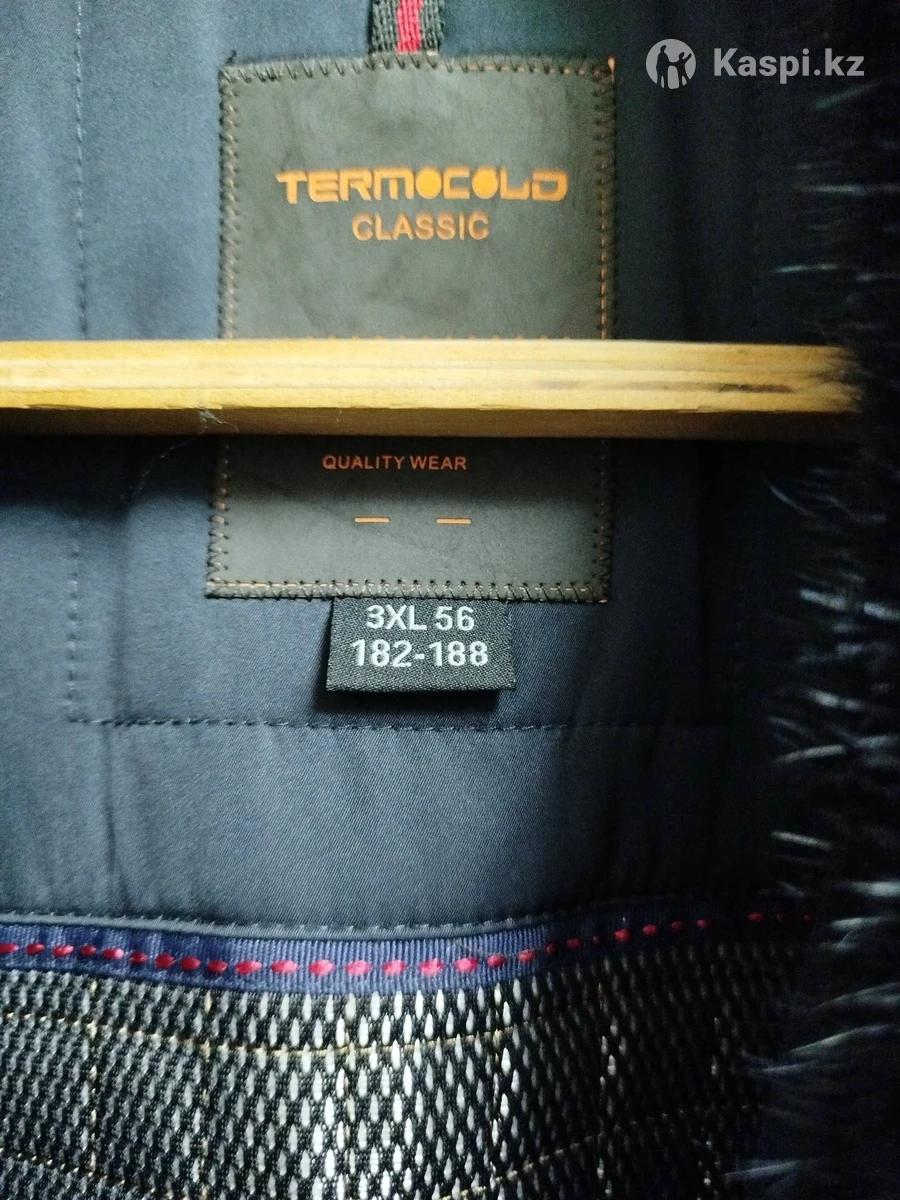 Kaspi.kz
TERMOCOLD
CLASSIC
QUALITY WEAR
3XL 56
182-188